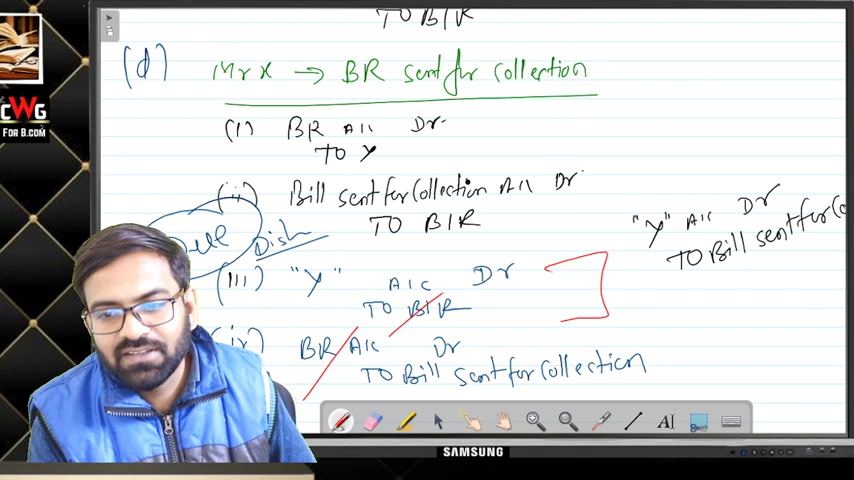 TO B/R
(d) Mr X → BR sent for collection
(i) BR A/c Dr
TO Y
(ii) Bill sent for Collection A/c Dr
TO B/R
"Y" A/c Dr
TO Bill sent for Co
Dish
(iii) "Y" A/c Dr
TO B/R
(iv) BR A/c Dr
TO Bill sent for Collection
CWG
FOR B.COM
AI
SAMSUNG